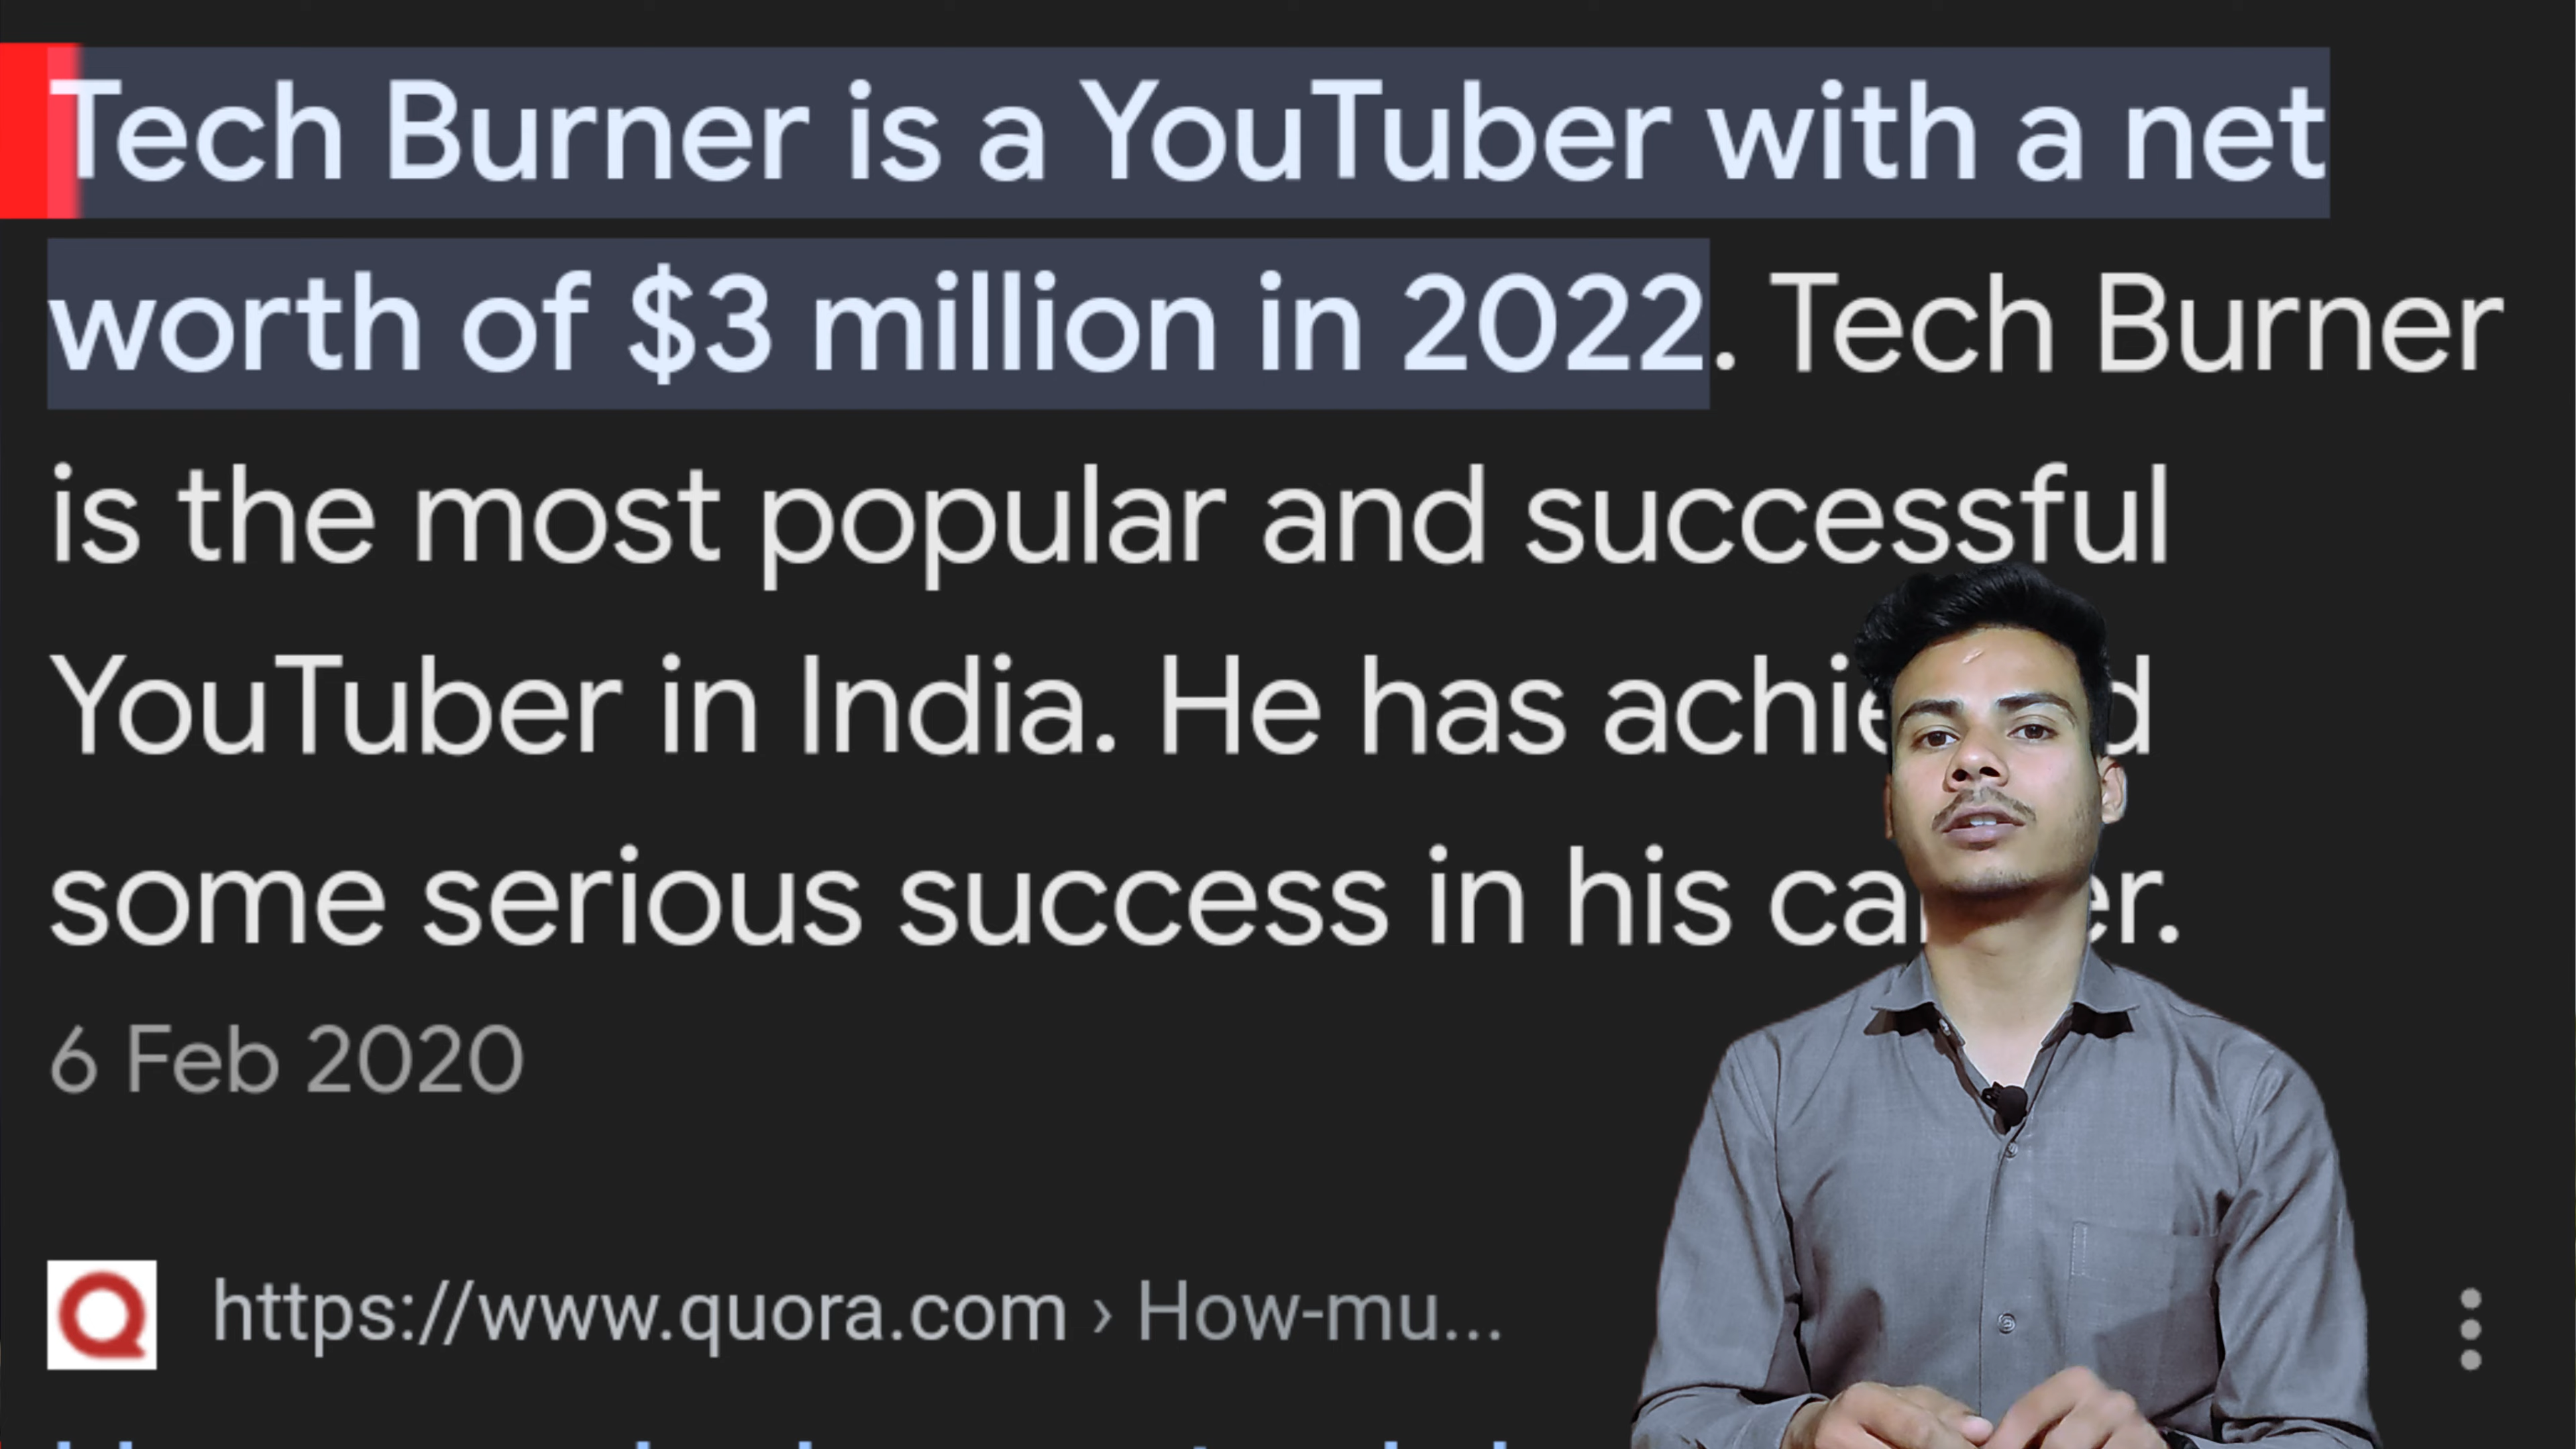 Tech Burner is a YouTuber with a net
worth of $3 million in 2022. Tech Burner
is the most popular and successful
YouTuber in India. He has
some serious success in his
6 Feb 2020
https://www.quora.com › How-mu...